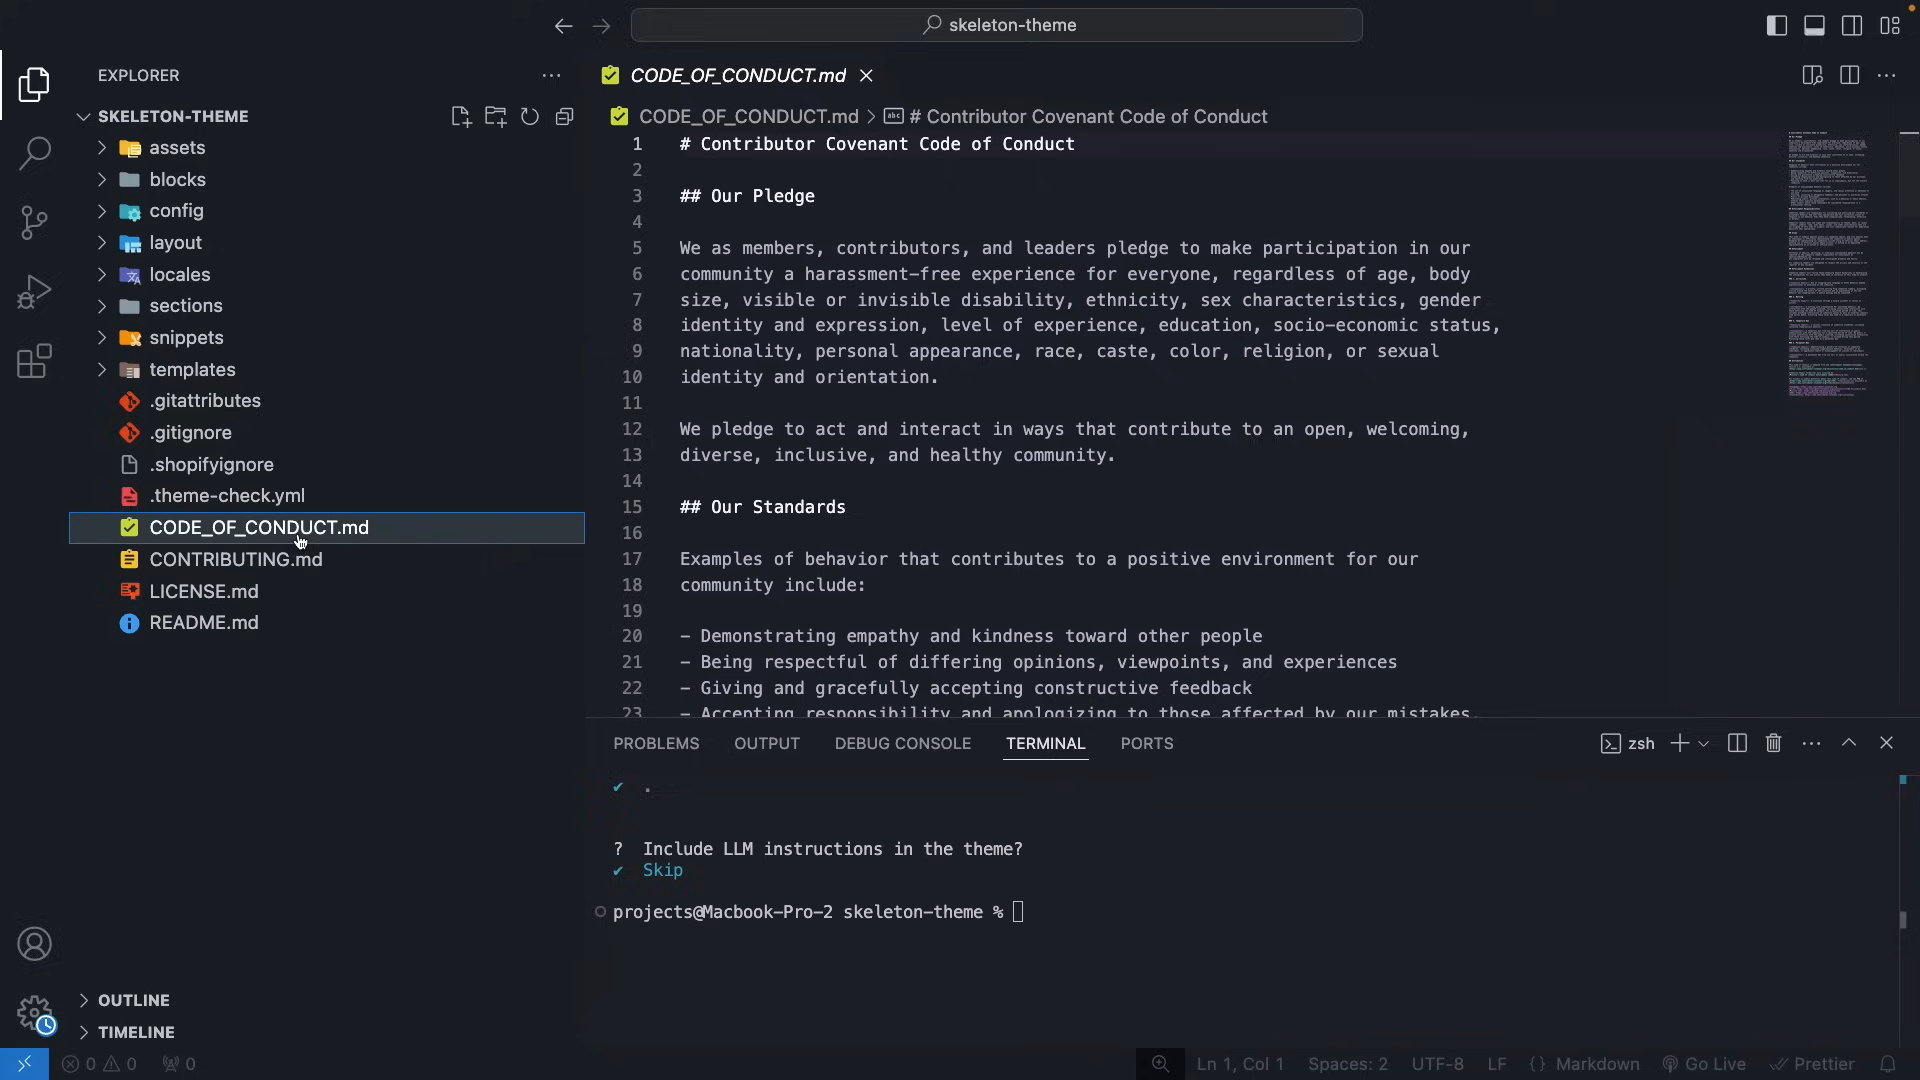 skeleton-theme
EXPLORER
SKELETON-THEME
assets
blocks
config
layout
locales
sections
snippets
templates
.gitattributes
.gitignore
.shopifyignore
.theme-check.yml
CODE_OF_CONDUCT.md
CONTRIBUTING.md
LICENSE.md
README.md
OUTLINE
TIMELINE
CODE_OF_CONDUCT.md
CODE_OF_CONDUCT.md > # Contributor Covenant Code of Conduct
1 # Contributor Covenant Code of Conduct
2
3 ## Our Pledge
4
5 We as members, contributors, and leaders pledge to make participation in our
6 community a harassment-free experience for everyone, regardless of age, body
7 size, visible or invisible disability, ethnicity, sex characteristics, gender
8 identity and expression, level of experience, education, socio-economic status,
9 nationality, personal appearance, race, caste, color, religion, or sexual
10 identity and orientation.
11
12 We pledge to act and interact in ways that contribute to an open, welcoming,
13 diverse, inclusive, and healthy community.
14
15 ## Our Standards
16
17 Examples of behavior that contributes to a positive environment for our
18 community include:
19
20 - Demonstrating empathy and kindness toward other people
21 - Being respectful of differing opinions, viewpoints, and experiences
22 - Giving and gracefully accepting constructive feedback
23 - Accepting responsibility and apologizing to those affected by our mistakes,
PROBLEMS OUTPUT DEBUG CONSOLE TERMINAL PORTS
zsh
✔ .
? Include LLM instructions in the theme?
✔ Skip
projects@Macbook-Pro-2 skeleton-theme %
0 0 0
Ln 1, Col 1 Spaces: 2 UTF-8 LF {} Markdown Go Live Prettier